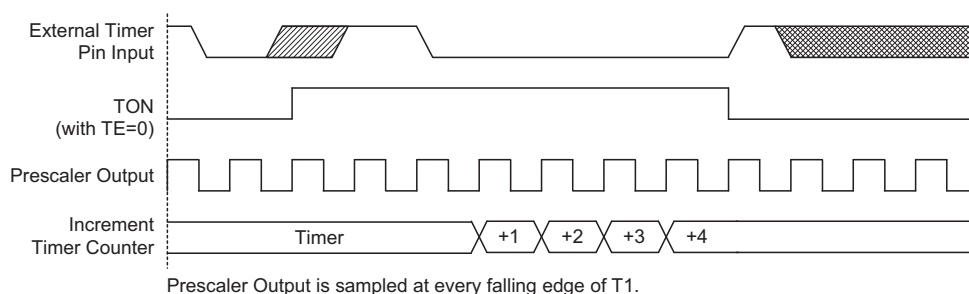 External Timer
Pin Input
TON
(with TE=0)
Prescaler Output
Increment
Timer Counter
Timer
+1
+2
+3
+4
Prescaler Output is sampled at every falling edge of T1.